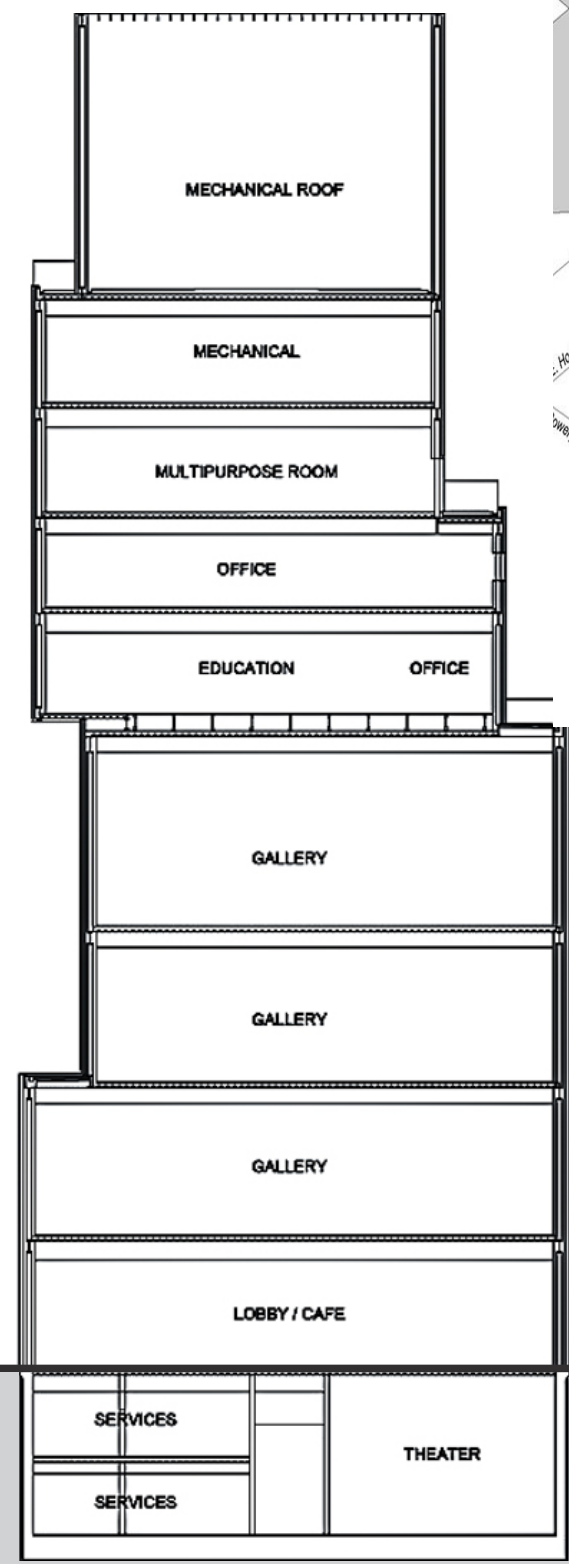 MECHANICAL ROOF
MECHANICAL
MULTIPURPOSE ROOM
OFFICE
EDUCATION OFFICE
GALLERY
GALLERY
GALLERY
LOBBY / CAFE
SERVICES
THEATER
SERVICES